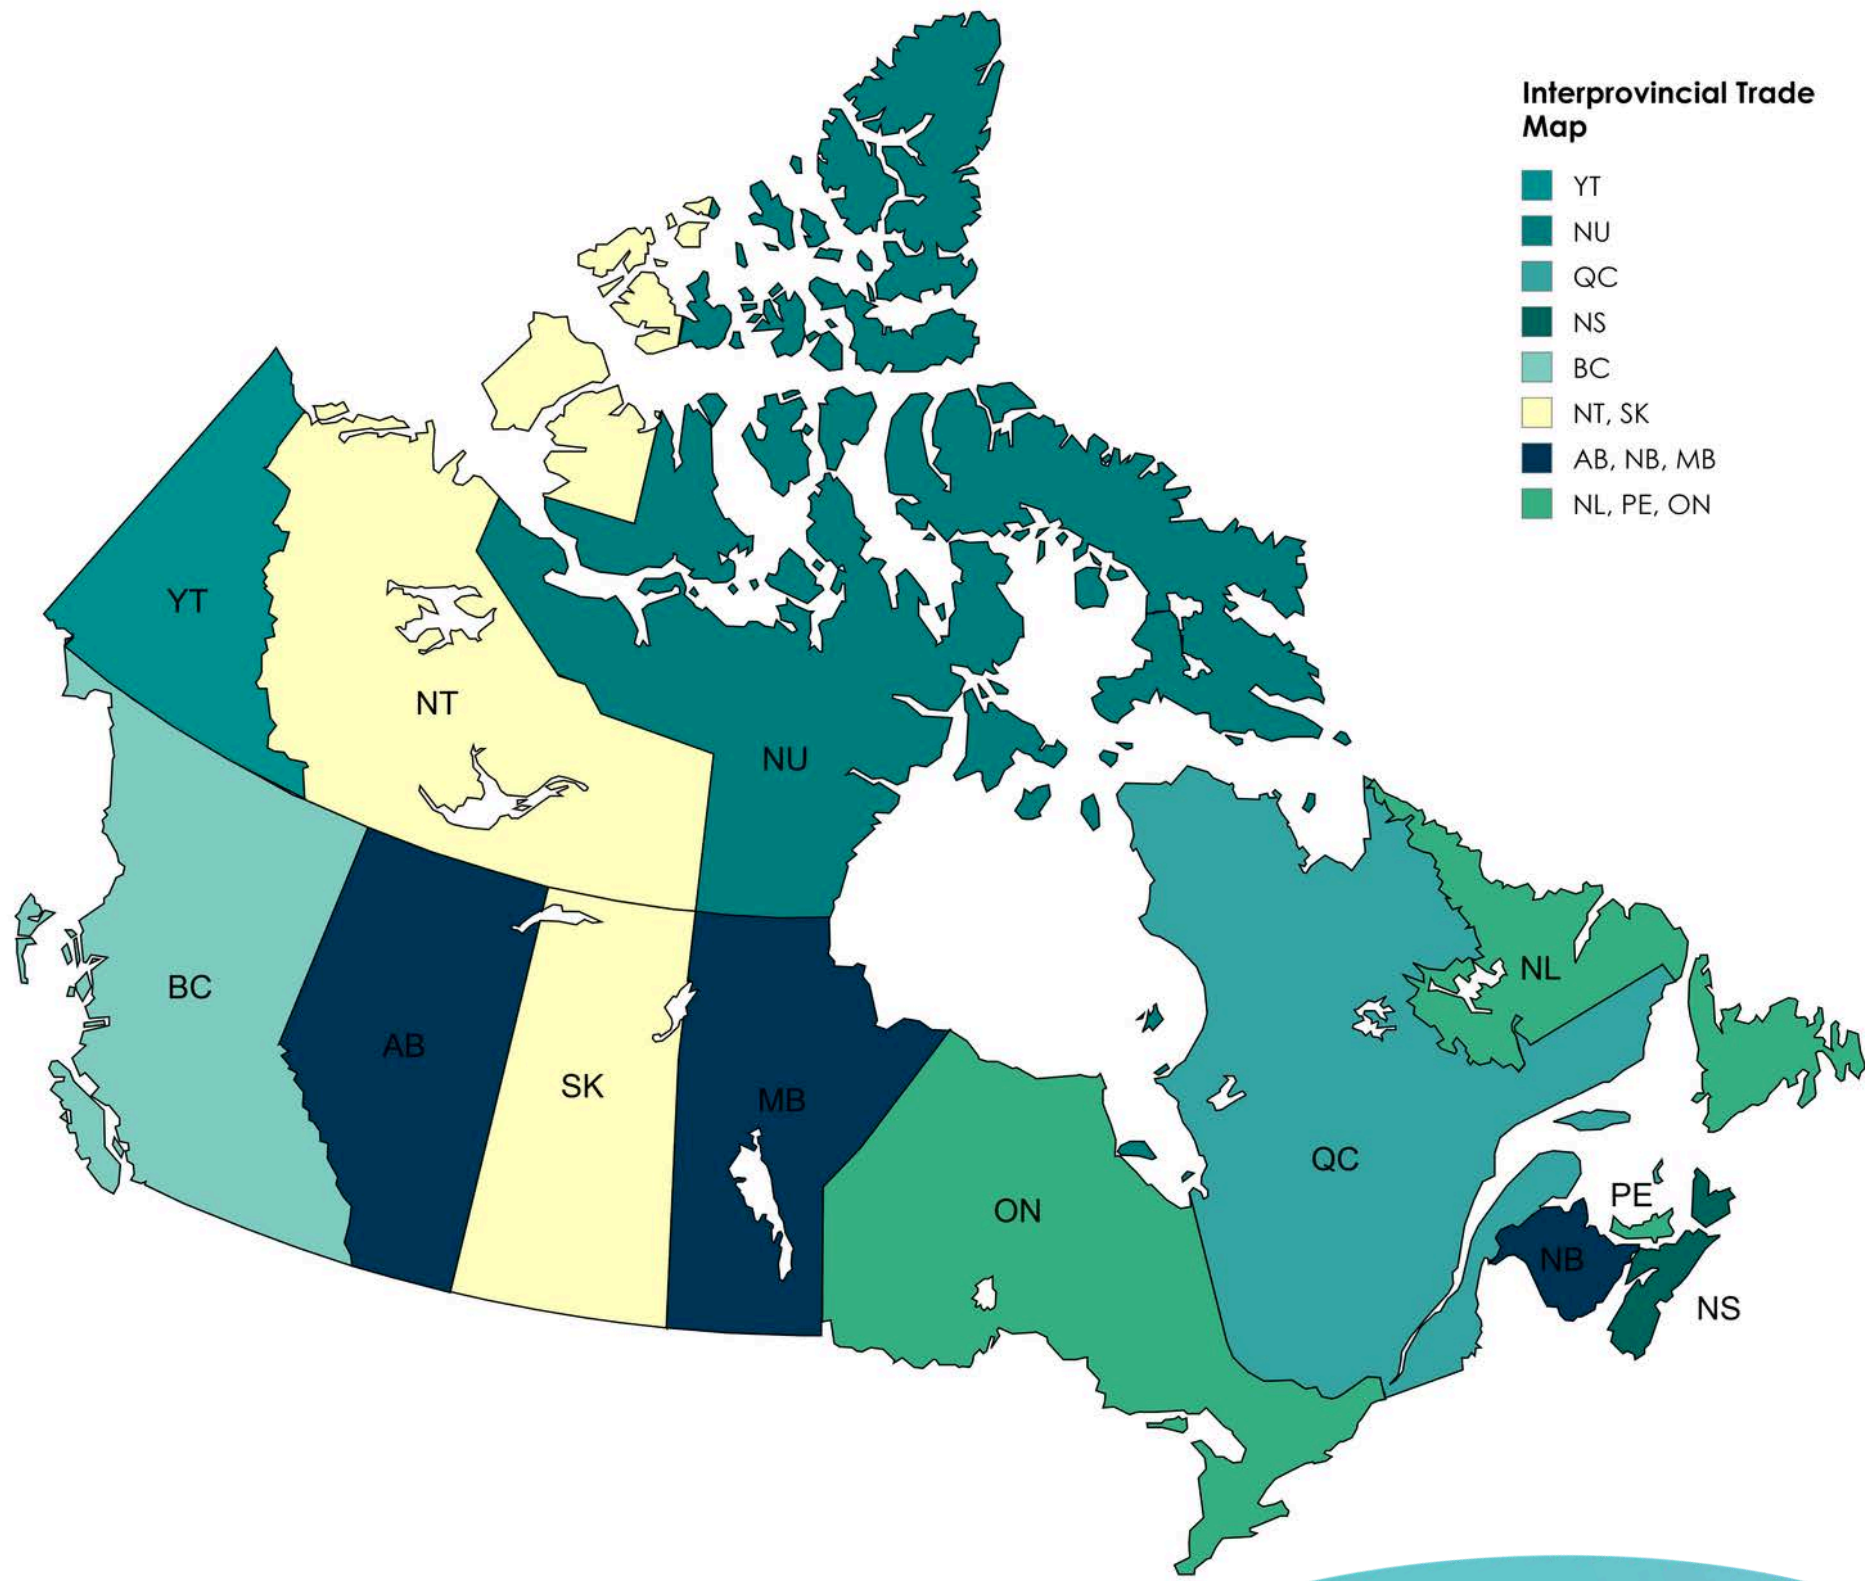 Interprovincial Trade
Map
YT
NU
QC
NS
BC
NT, SK
AB, NB, MB
NL, PE, ON
YT
NT
NU
BC
AB
SK
MB
ON
QC
NL
PE
NB
NS